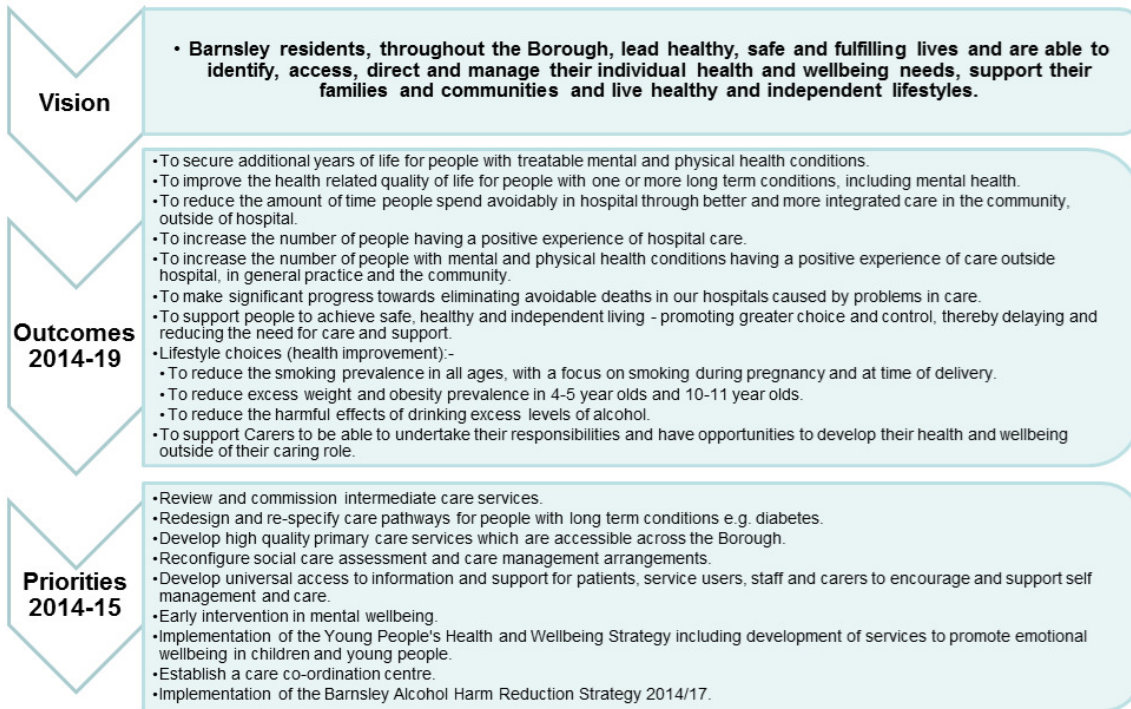 Vision
• Barnsley residents, throughout the Borough, lead healthy, safe and fulfilling lives and are able to
identify, access, direct and manage their individual health and wellbeing needs, support their
families and communities and live healthy and independent lifestyles.
Outcomes
2014-19
•To secure additional years of life for people with treatable mental and physical health conditions.
•To improve the health related quality of life for people with one or more long term conditions, including mental health.
•To reduce the amount of time people spend avoidably in hospital through better and more integrated care in the community,
outside of hospital.
•To increase the number of people having a positive experience of hospital care.
•To increase the number of people with mental and physical health conditions having a positive experience of care outside
hospital, in general practice and the community.
•To make significant progress towards eliminating avoidable deaths in our hospitals caused by problems in care.
•To support people to achieve safe, healthy and independent living - promoting greater choice and control, thereby delaying and
reducing the need for care and support.
•Lifestyle choices (health improvement):-
•To reduce the smoking prevalence in all ages, with a focus on smoking during pregnancy and at time of delivery.
•To reduce excess weight and obesity prevalence in 4-5 year olds and 10-11 year olds.
•To reduce the harmful effects of drinking excess levels of alcohol.
•To support Carers to be able to undertake their responsibilities and have opportunities to develop their health and wellbeing
outside of their caring role.
Priorities
2014-15
•Review and commission intermediate care services.
•Redesign and re-specify care pathways for people with long term conditions e.g. diabetes.
•Develop high quality primary care services which are accessible across the Borough.
•Reconfigure social care assessment and care management arrangements.
•Develop universal access to information and support for patients, service users, staff and carers to encourage and support self
management and care.
•Early intervention in mental wellbeing.
•Implementation of the Young People's Health and Wellbeing Strategy including development of services to promote emotional
wellbeing in children and young people.
•Establish a care co-ordination centre.
•Implementation of the Barnsley Alcohol Harm Reduction Strategy 2014/17.